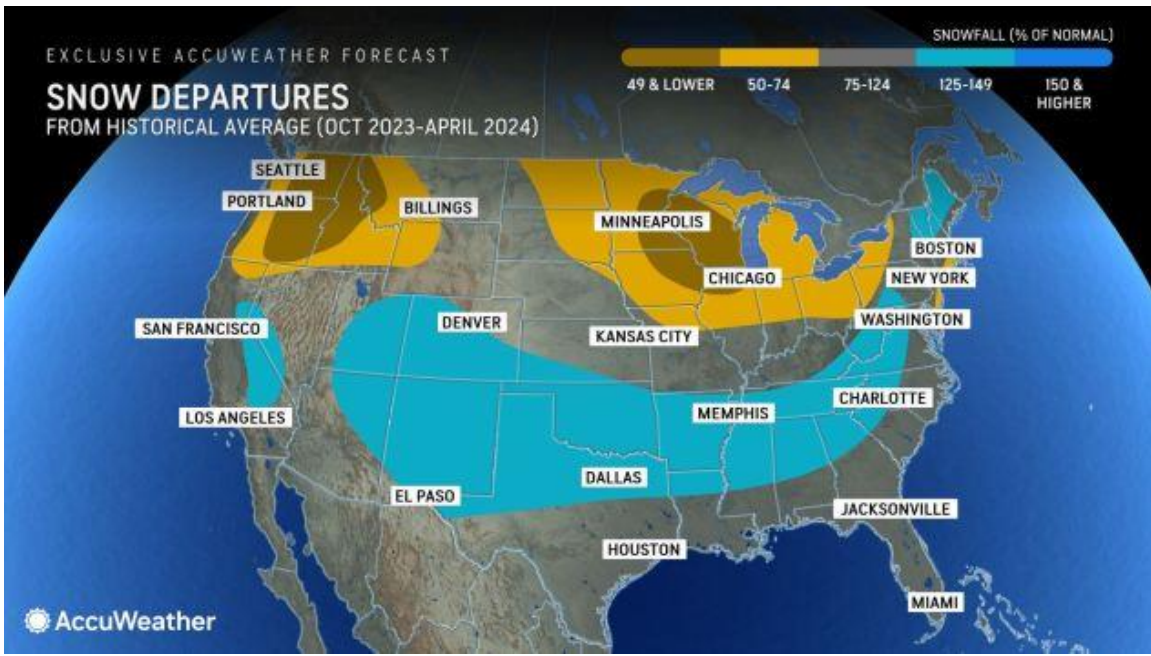 EXCLUSIVE ACCUWEATHER FORECAST
SNOW DEPARTURES
FROM HISTORICAL AVERAGE (OCT 2023-APRIL 2024)
SNOWFALL (% OF NORMAL)
49 & LOWER
50-74
75-124
125-149
150 &
HIGHER
SEATTLE
PORTLAND
BILLINGS
MINNEAPOLIS
BOSTON
CHICAGO
NEW YORK
SAN FRANCISCO
DENVER
KANSAS CITY
WASHINGTON
LOS ANGELES
MEMPHIS
CHARLOTTE
DALLAS
EL PASO
JACKSONVILLE
HOUSTON
MIAMI
AccuWeather